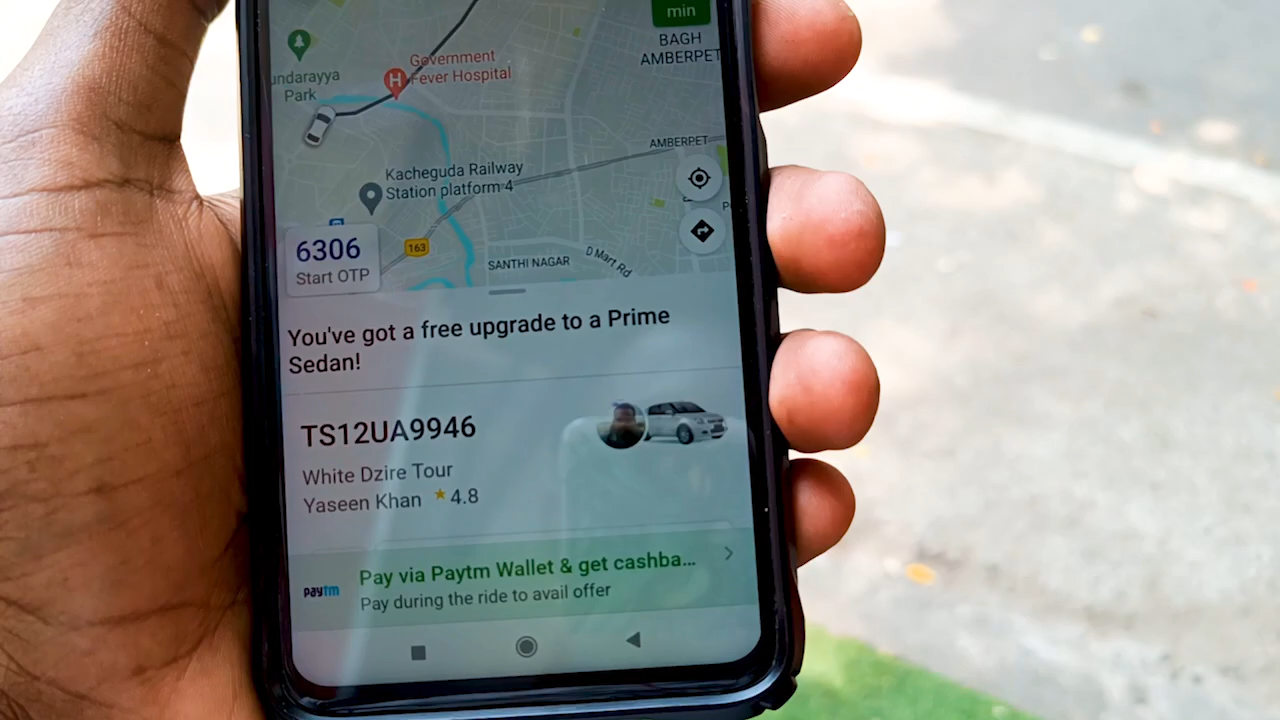 min
BAGH
AMBERPET
Government
Fever Hospital
H
undarayya
Park
AMBERPET
Kacheguda Railway
Station platform 4
6306
Start OTP
163
SANTHI NAGAR
D Mart Rd
P
You've got a free upgrade to a Prime
Sedan!
TS12UA9946
White Dzire Tour
Yaseen Khan ★ 4.8
Pay via Paytm Wallet & get cashba...
paytm
Pay during the ride to avail offer